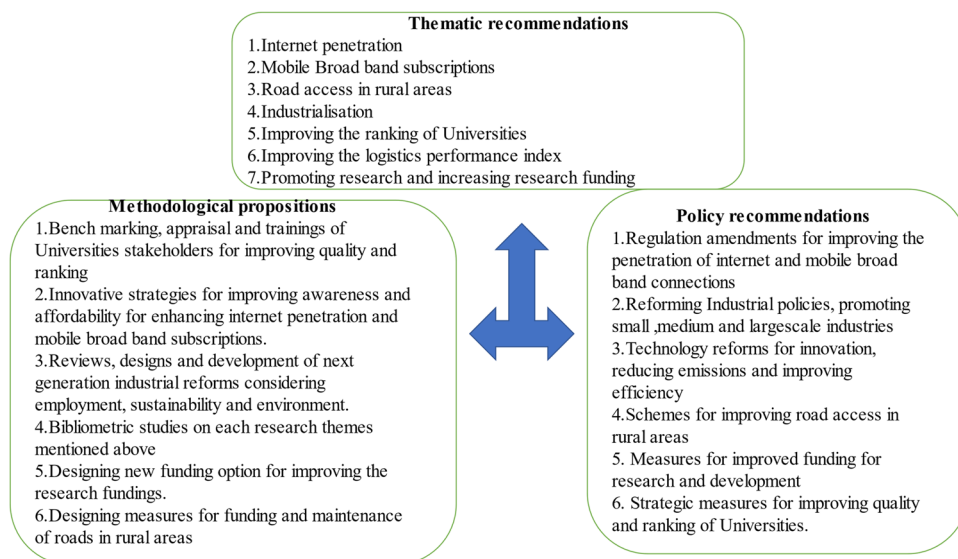 Thematic recommendations
1.Internet penetration
2.Mobile Broad band subscriptions
3.Road access in rural areas
4.Industrialisation
5.Improving the ranking of Universities
6.Improving the logistics performance index
7.Promoting research and increasing research funding
Methodological propositions
1.Bench marking, appraisal and trainings of
Universities stakeholders for improving quality and
ranking
2.Innovative strategies for improving awareness and
affordability for enhancing internet penetration and
mobile broad band subscriptions.
3.Reviews, designs and development of next
generation industrial reforms considering
employment, sustainability and environment.
4.Bibliometric studies on each research themes
mentioned above
5.Designing new funding option for improving the
research fundings.
6.Designing measures for funding and maintenance
of roads in rural areas
Policy recommendations
1.Regulation amendments for improving the
penetration of internet and mobile broad
band connections
2.Reforming Industrial policies, promoting
small ,medium and largescale industries
3.Technology reforms for innovation,
reducing emissions and improving
efficiency
4.Schemes for improving road access in
rural areas
5. Measures for improved funding for
research and development
6. Strategic measures for improving quality
and ranking of Universities.